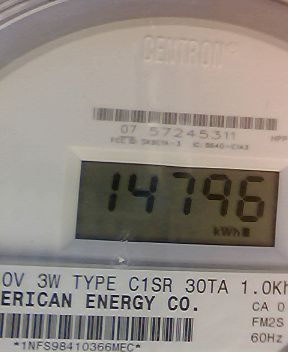 CENTRON®
07 57245311
14796
kWh
0V 3W TYPE C1SR 30TA 1.0Kh
ERICAN ENERGY CO.
CA 0
FM2S
60Hz
*1NFS98410366MEC*